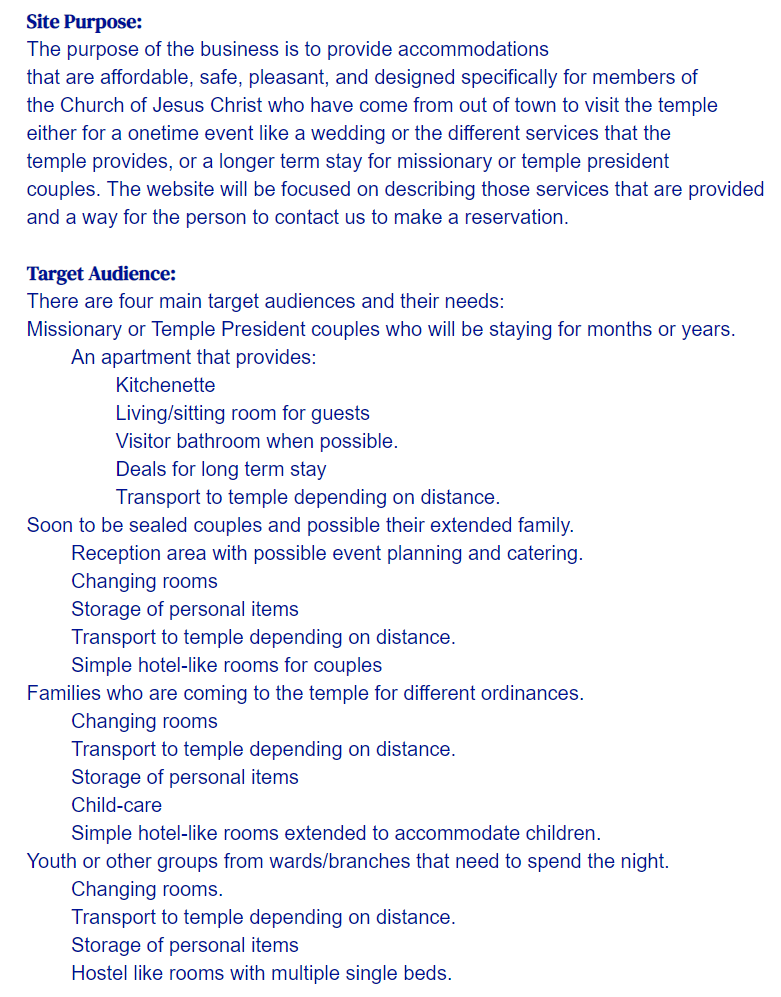 Site Purpose:
The purpose of the business is to provide accommodations
that are affordable, safe, pleasant, and designed specifically for members of
the Church of Jesus Christ who have come from out of town to visit the temple
either for a onetime event like a wedding or the different services that the
temple provides, or a longer term stay for missionary or temple president
couples. The website will be focused on describing those services that are provided
and a way for the person to contact us to make a reservation.
Target Audience:
There are four main target audiences and their needs:
Missionary or Temple President couples who will be staying for months or years.
An apartment that provides:
Kitchenette
Living/sitting room for guests
Visitor bathroom when possible.
Deals for long term stay
Transport to temple depending on distance.
Soon to be sealed couples and possible their extended family.
Reception area with possible event planning and catering.
Changing rooms
Storage of personal items
Transport to temple depending on distance.
Simple hotel-like rooms for couples
Families who are coming to the temple for different ordinances.
Changing rooms
Transport to temple depending on distance.
Storage of personal items
Child-care
Simple hotel-like rooms extended to accommodate children.
Youth or other groups from wards/branches that need to spend the night.
Changing rooms.
Transport to temple depending on distance.
Storage of personal items
Hostel like rooms with multiple single beds.